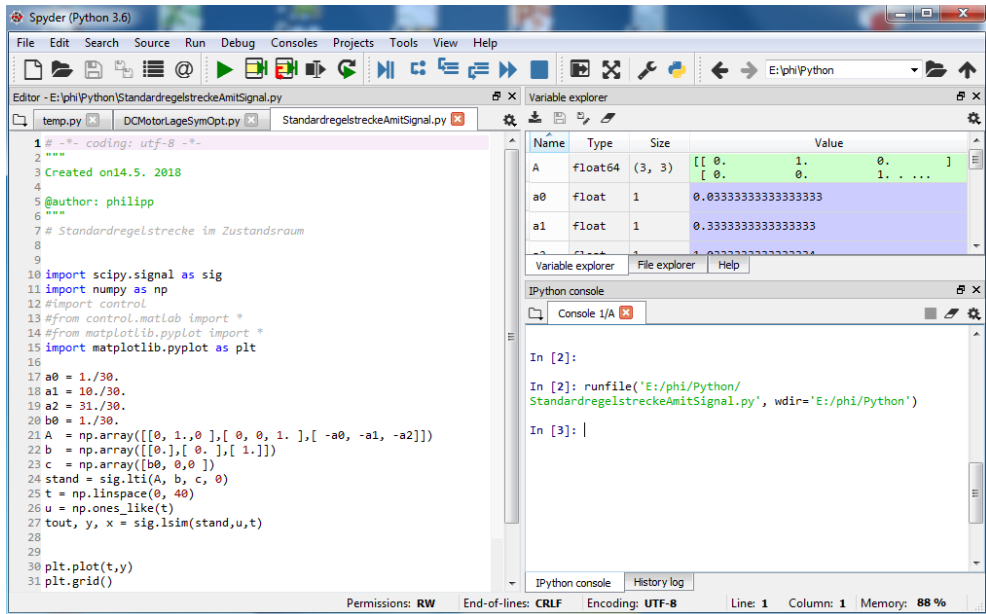 Spyder (Python 3.6)
File Edit Search Source Run Debug Consoles Projects Tools View Help
E:\phi\Python
Editor - E:\phi\Python\StandardregelstreckeAmitSignal.py
temp.py DCMotorLageSymOpt.py StandardregelstreckeAmitSignal.py
1 # -*- coding: utf-8 -*-
2 """
3 Created on14.5. 2018
4
5 @author: philipp
6 """
7 # Standardregelstrecke im Zustandsraum
8
9
10 import scipy.signal as sig
11 import numpy as np
12 #import control
13 #from control.matlab import *
14 #from matplotlib.pyplot import *
15 import matplotlib.pyplot as plt
16
17 a0 = 1./30.
18 a1 = 10./30.
19 a2 = 31./30.
20 b0 = 1./30.
21 A  = np.array([[0, 1.,0 ],[ 0, 0, 1. ],[ -a0, -a1, -a2]])
22 b  = np.array([[0.],[ 0. ],[ 1.]])
23 c  = np.array([b0, 0,0 ])
24 stand = sig.lti(A, b, c, 0)
25 t = np.linspace(0, 40)
26 u = np.ones_like(t)
27 tout, y, x = sig.lsim(stand,u,t)
28
29
30 plt.plot(t,y)
31 plt.grid()
Variable explorer
Name Type Size Value
A float64 (3, 3) [[ 0. 1. 0. ]
[ 0. 0. 1. . ...
a0 float 1 0.03333333333333333
a1 float 1 0.3333333333333333
Variable explorer File explorer Help
IPython console
Console 1/A
In [2]:
In [2]: runfile('E:/phi/Python/
StandardregelstreckeAmitSignal.py', wdir='E:/phi/Python')
In [3]:
IPython console History log
Permissions: RW End-of-lines: CRLF Encoding: UTF-8 Line: 1 Column: 1 Memory: 88 %